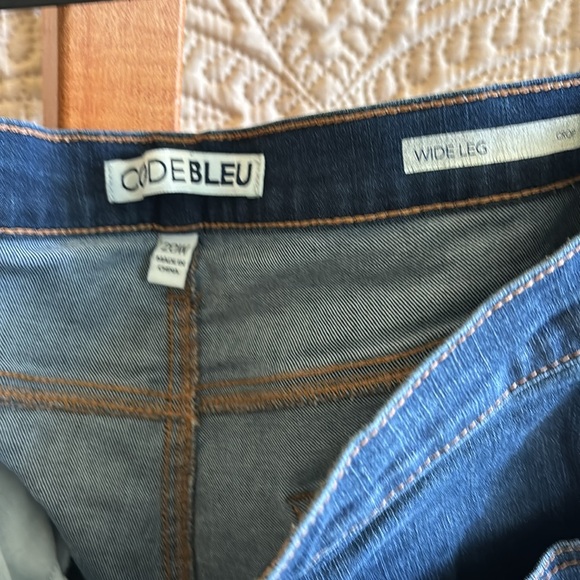 CODEBLEU
WIDE LEG
CROP
20W
MADE IN
CHINA